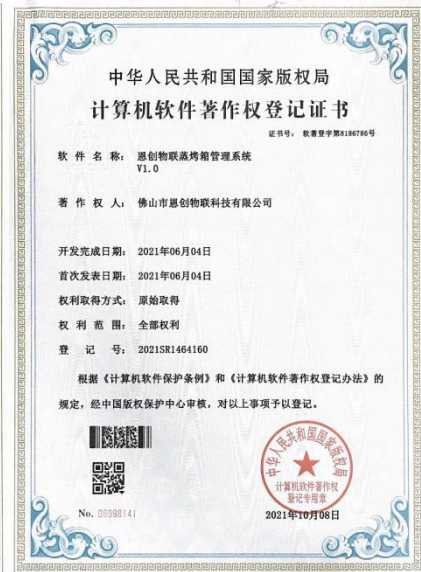 中华人民共和国国家版权局
计算机软件著作权登记证书
证书号：软著登字第8186786号
软件名称：恩创物联蒸烤箱管理系统
V1.0
著作权人：佛山市恩创物联科技有限公司
开发完成日期：2021年06月04日
首次发表日期：2021年06月04日
权利取得方式：原始取得
权利范围：全部权利
登记号：2021SR1464160
根据《计算机软件保护条例》和《计算机软件著作权登记办法》的
规定，经中国版权保护中心审核，对以上事项予以登记。
中华人民共和国国家版权局
计算机软件著作权
登记专用章
No. 08998141
2021年10月08日